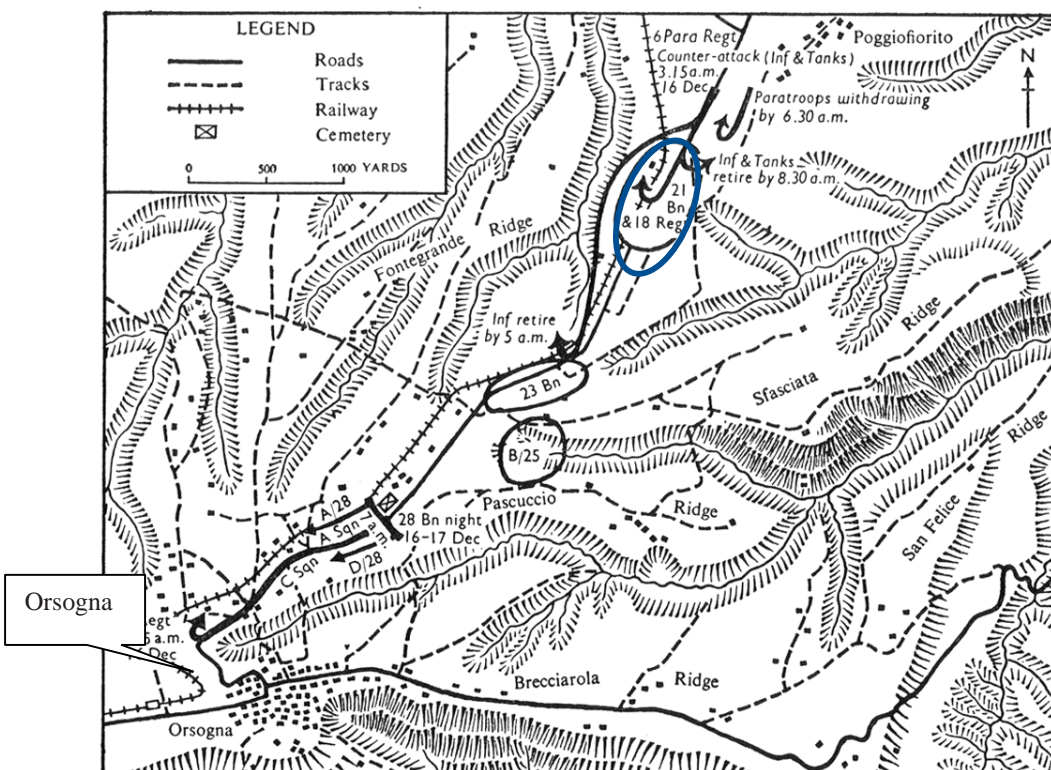 LEGEND
Roads
Tracks
Railway
Cemetery
0 500 1000 YARDS
6 Para Regt
Counter-attack (Inf & Tanks)
3.15 a.m.
16 Dec
Poggiofiorito
N
Paratroops withdrawing
by 6.30 a.m.
Inf & Tanks
retire by 8.30 a.m.
21
Bn
& 18 Regt
Fontegrande Ridge
Inf retire
by 5 a.m.
23 Bn
B/25
Sfasciata Ridge
Pascuccio Ridge
San Felice Ridge
A/28
A Sqn
7 a.m.
28 Bn night
16-17 Dec
C Sqn
D/28
Orsogna
egt
a.m.
Dec
Brecciarola Ridge
Orsogna